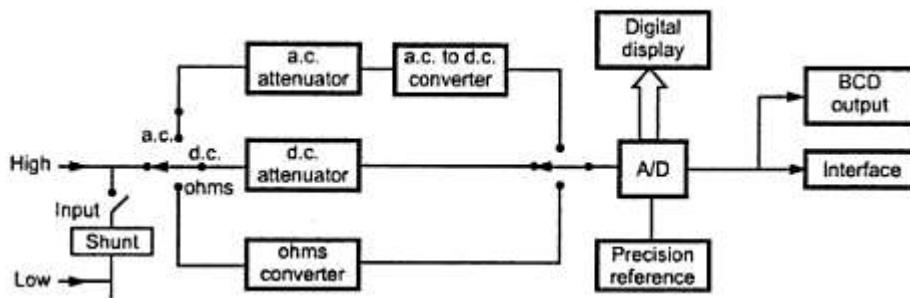 Digital
display
a.c.
attenuator
a.c. to d.c.
converter
BCD
output
a.c.
High
d.c.
d.c.
attenuator
A/D
Interface
ohms
Input
Shunt
ohms
converter
Precision
reference
Low